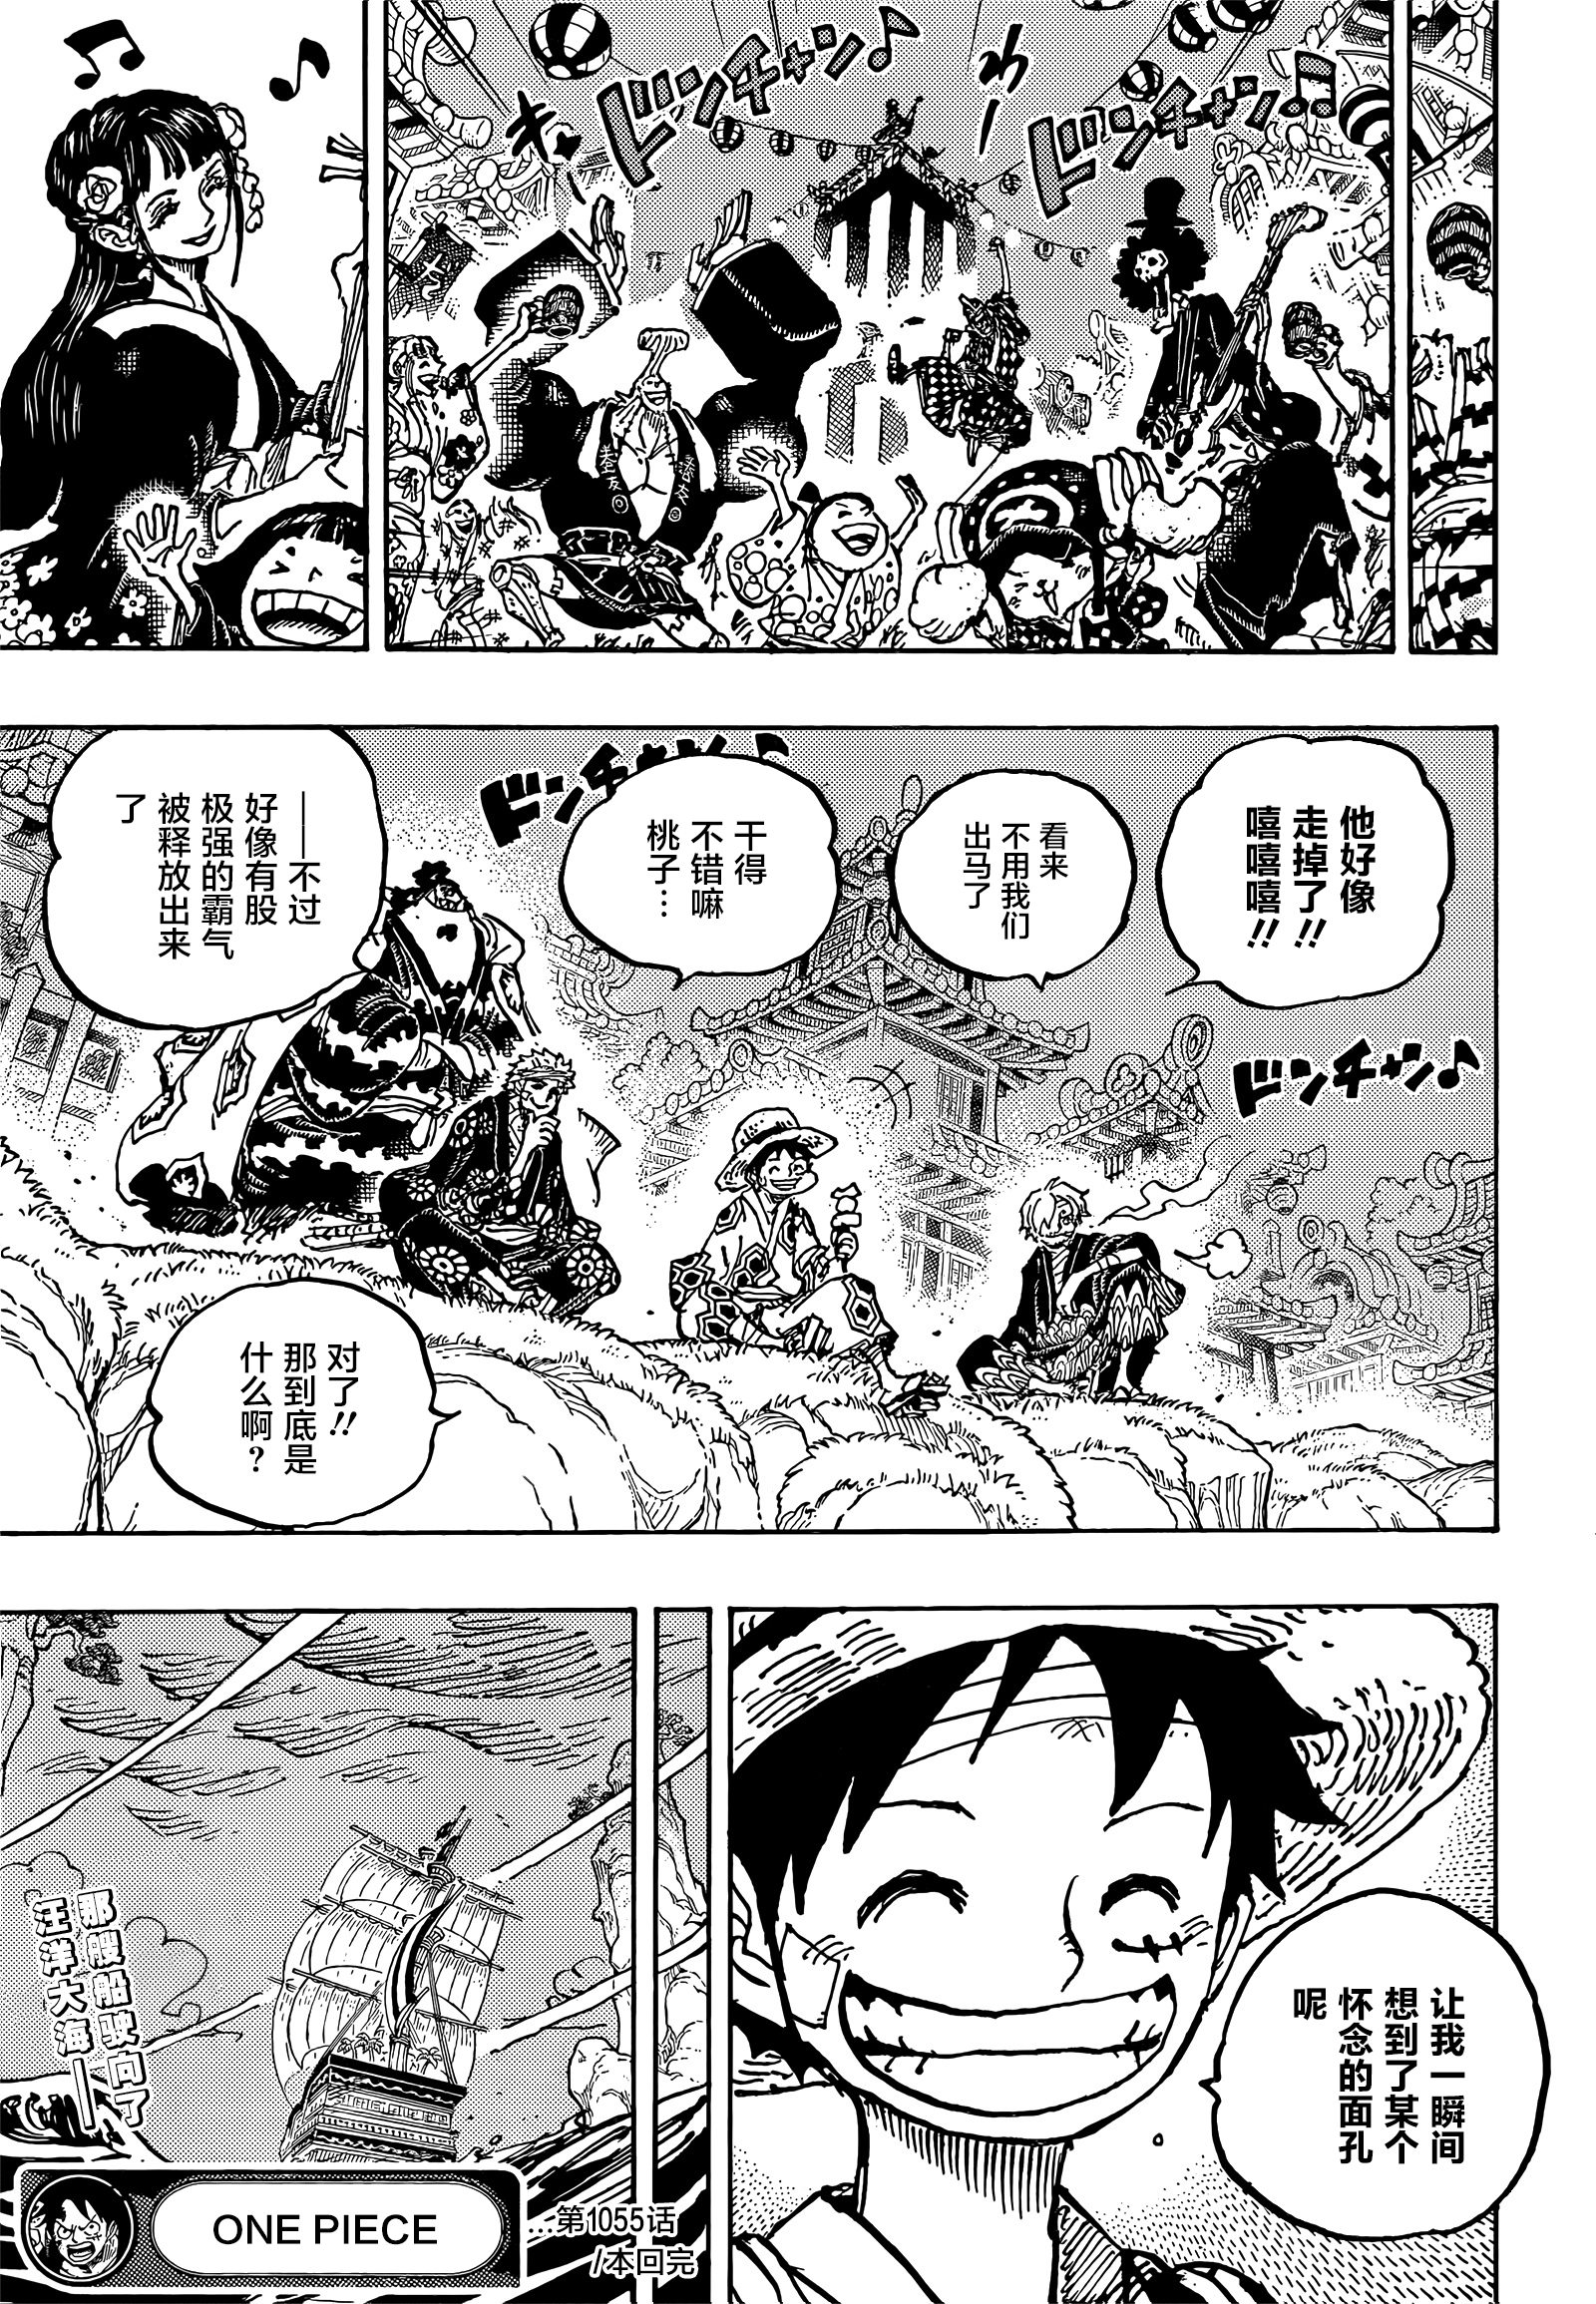 ドンチャン♪
わー
ドンチャン♪
キャ
他好像
走掉了!!
嘻嘻嘻!!
看来
不用我们
出马了
干得
不错嘛
桃子…
——不过
好像有股
极强的霸气
被释放出来
了
ドンチャン♪
ドンチャン♪
对了!!
那到底是
什么啊?
让我一瞬间
想到了某个
怀念的面孔
呢
那艘船驶向了
汪洋大海——
ONE PIECE
…第1055话
/本回完